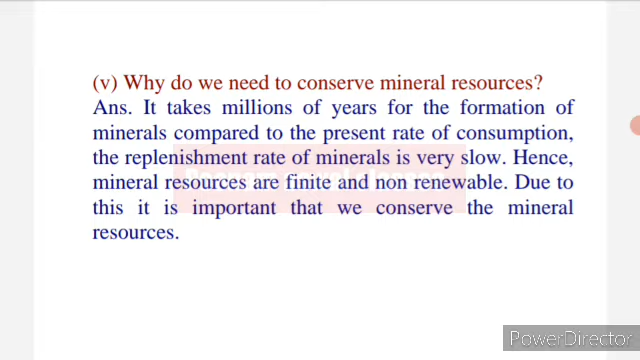 (v) Why do we need to conserve mineral resources?
Ans. It takes millions of years for the formation of
minerals compared to the present rate of consumption,
the replenishment rate of minerals is very slow. Hence,
mineral resources are finite and non renewable. Due to
this it is important that we conserve the mineral
resources.
PowerDirector